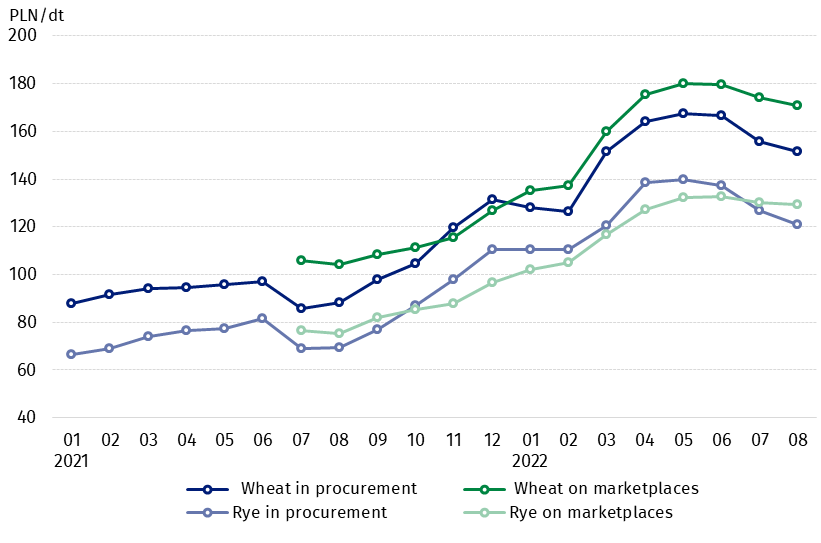 PLN/dt
200
180
160
140
120
100
80
60
40
01 02 03 04 05 06 07 08 09 10 11 12 01 02 03 04 05 06 07 08
2021 2022
Wheat in procurement Wheat on marketplaces
Rye in procurement Rye on marketplaces